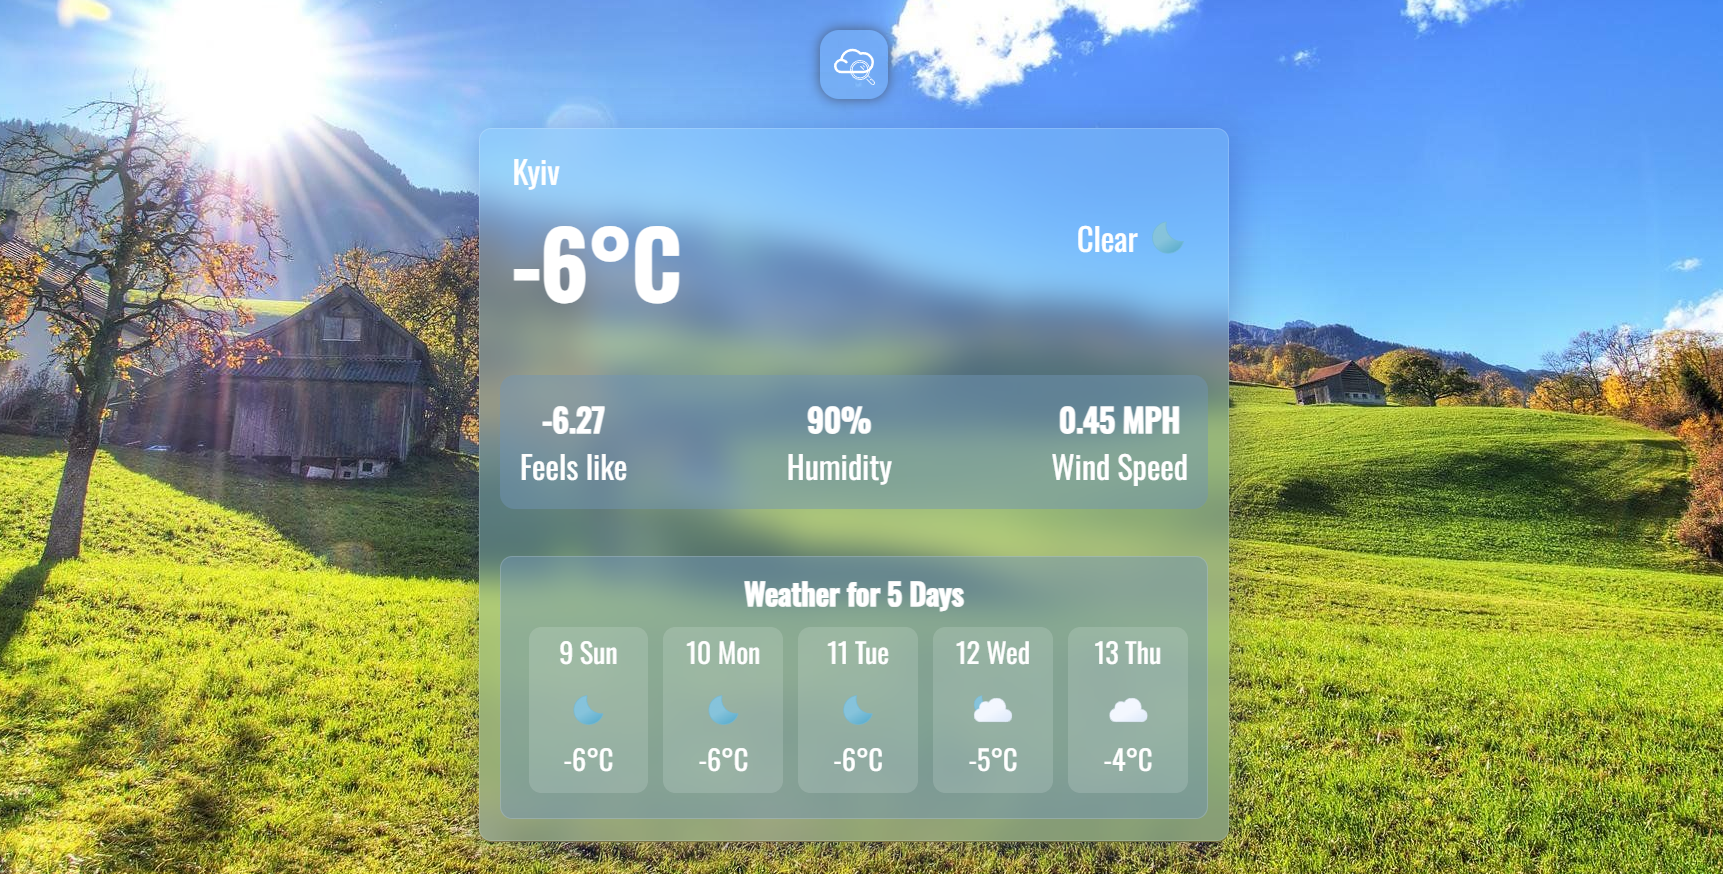 Kyiv
-6°C
Clear
-6.27 90% 0.45 MPH
Feels like Humidity Wind Speed
Weather for 5 Days
9 Sun 10 Mon 11 Tue 12 Wed 13 Thu
-6°C -6°C -6°C -5°C -4°C